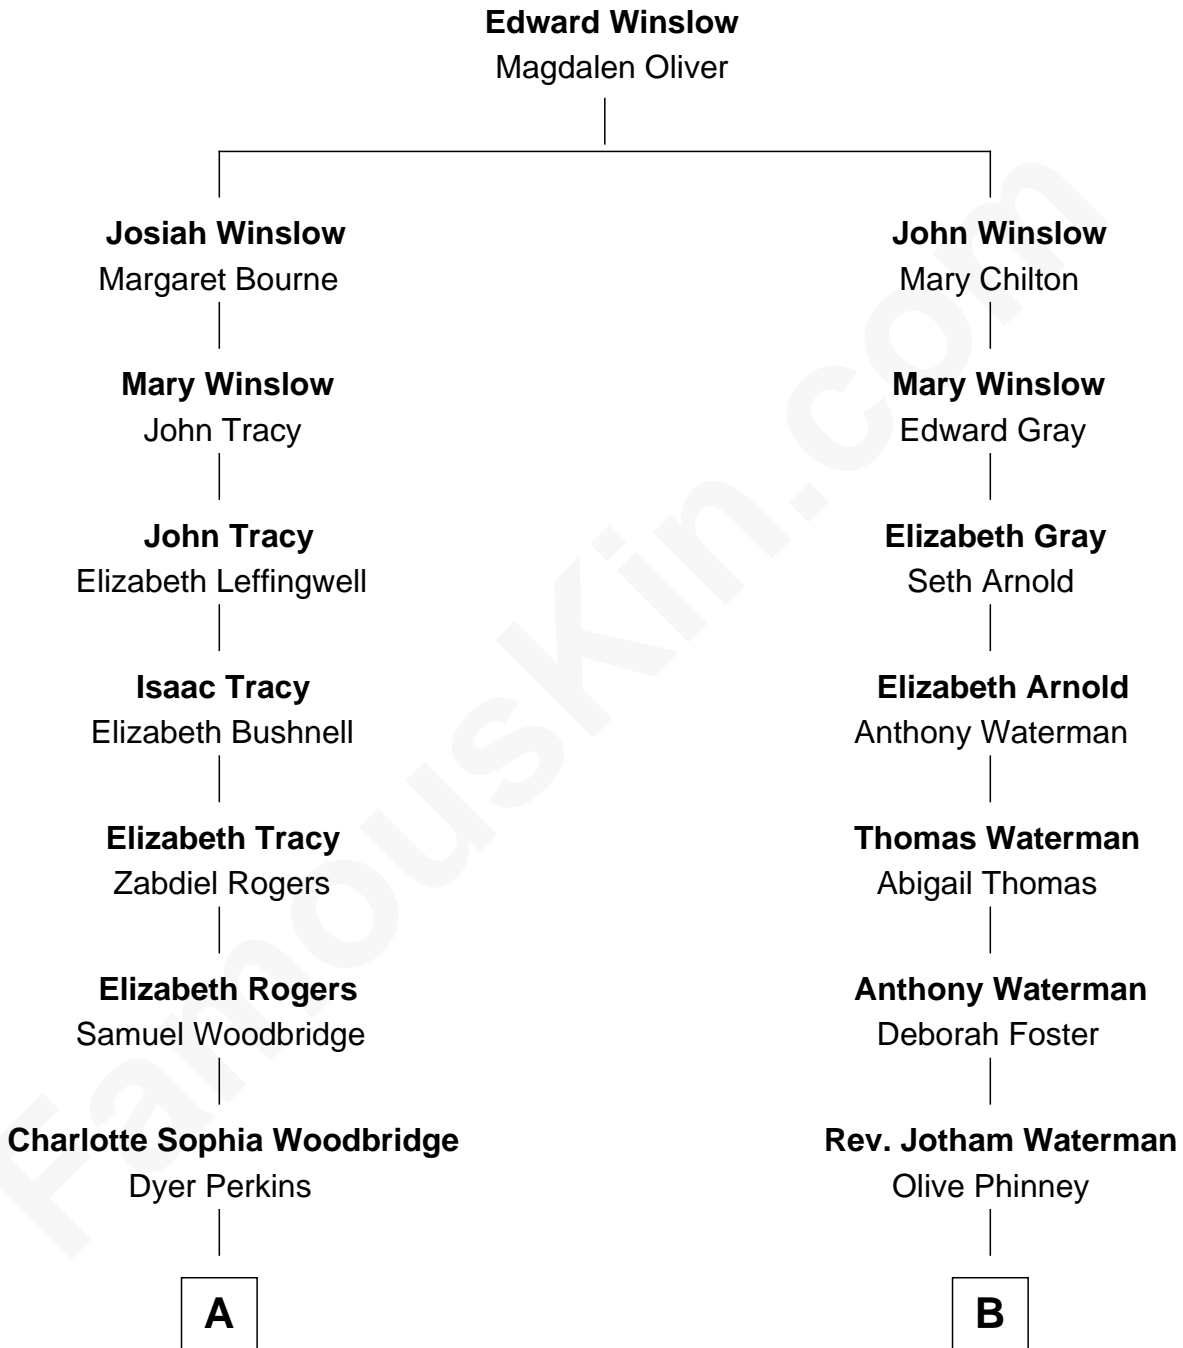 Edward Winslow
Magdalen Oliver
Josiah Winslow
Margaret Bourne
Mary Winslow
John Tracy
John Tracy
Elizabeth Leffingwell
Isaac Tracy
Elizabeth Bushnell
Elizabeth Tracy
Zabdiel Rogers
Elizabeth Rogers
Samuel Woodbridge
Charlotte Sophia Woodbridge
Dyer Perkins
A
John Winslow
Mary Chilton
Mary Winslow
Edward Gray
Elizabeth Gray
Seth Arnold
Elizabeth Arnold
Anthony Waterman
Thomas Waterman
Abigail Thomas
Anthony Waterman
Deborah Foster
Rev. Jotham Waterman
Olive Phinney
B
FamousKin.com